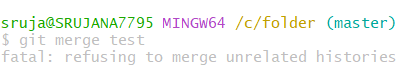 sruja@SRUJANA7795 MINGW64 /c/folder (master)
$ git merge test
fatal: refusing to merge unrelated histories